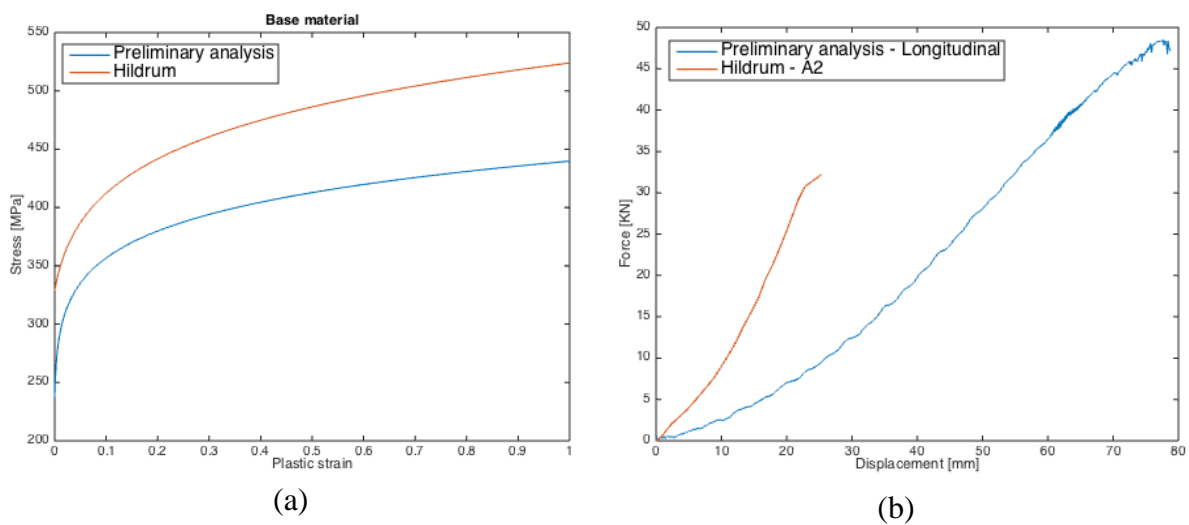 Base material
550
500
450
400
350
300
250
200
Stress [MPa]
Preliminary analysis
Hildrum
0 0.1 0.2 0.3 0.4 0.5 0.6 0.7 0.8 0.9 1
Plastic strain
(a)
50
45
40
35
30
25
20
15
10
5
0
Force [KN]
Preliminary analysis - Longitudinal
Hildrum - A2
0 10 20 30 40 50 60 70 80
Displacement [mm]
(b)